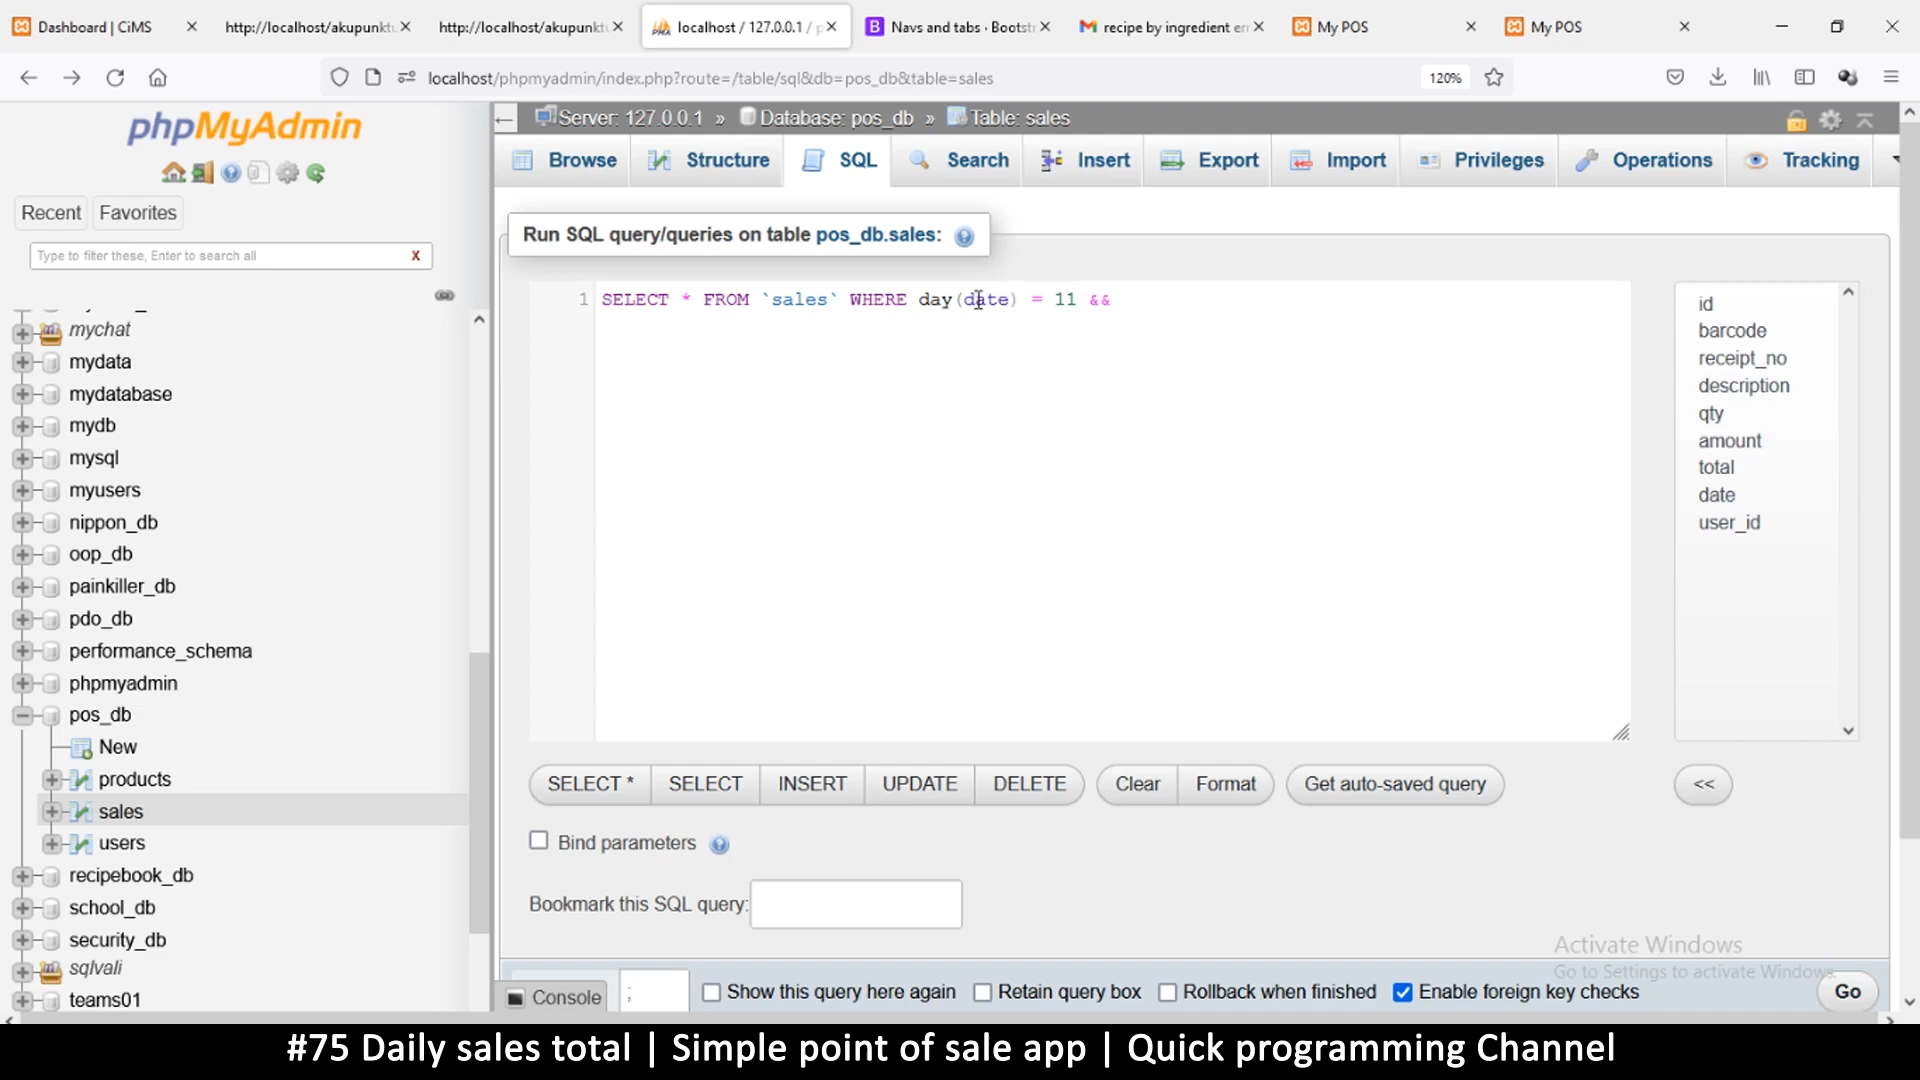 Dashboard | CiMS
http://localhost/akupunktu
http://localhost/akupunktu
localhost / 127.0.0.1 / p
Navs and tabs · Bootstr
recipe by ingredient err
My POS
My POS
localhost/phpmyadmin/index.php?route=/table/sql&db=pos_db&table=sales
120%
phpMyAdmin
Recent
Favorites
Type to filter these, Enter to search all
X
mychat
mydata
mydatabase
mydb
mysql
myusers
nippon_db
oop_db
painkiller_db
pdo_db
performance_schema
phpmyadmin
pos_db
New
products
sales
users
recipebook_db
school_db
security_db
sqlvali
teams01
Server: 127.0.0.1 » Database: pos_db » Table: sales
Browse
Structure
SQL
Search
Insert
Export
Import
Privileges
Operations
Tracking
Run SQL query/queries on table pos_db.sales:
1 SELECT * FROM `sales` WHERE day(date) = 11 &&
id
barcode
receipt_no
description
qty
amount
total
date
user_id
SELECT *
SELECT
INSERT
UPDATE
DELETE
Clear
Format
Get auto-saved query
<<
Bind parameters
Bookmark this SQL query:
Activate Windows
Go to Settings to activate Windows.
Console
;
Show this query here again
Retain query box
Rollback when finished
Enable foreign key checks
Go
#75 Daily sales total | Simple point of sale app | Quick programming Channel